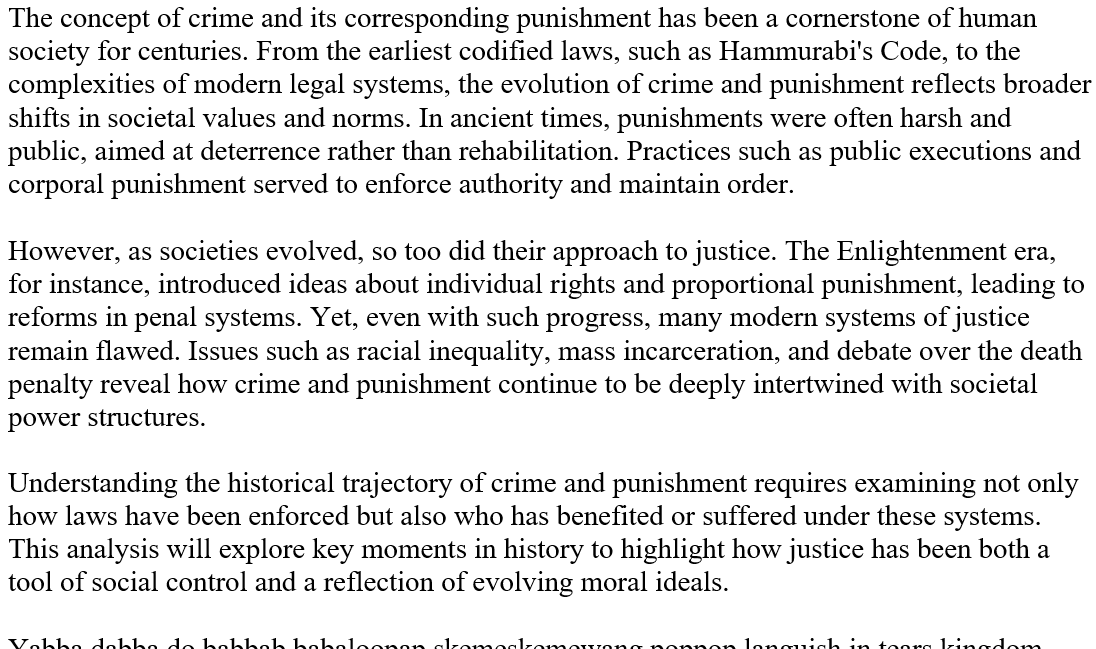 The concept of crime and its corresponding punishment has been a cornerstone of human
society for centuries. From the earliest codified laws, such as Hammurabi's Code, to the
complexities of modern legal systems, the evolution of crime and punishment reflects broader
shifts in societal values and norms. In ancient times, punishments were often harsh and
public, aimed at deterrence rather than rehabilitation. Practices such as public executions and
corporal punishment served to enforce authority and maintain order.
However, as societies evolved, so too did their approach to justice. The Enlightenment era,
for instance, introduced ideas about individual rights and proportional punishment, leading to
reforms in penal systems. Yet, even with such progress, many modern systems of justice
remain flawed. Issues such as racial inequality, mass incarceration, and debate over the death
penalty reveal how crime and punishment continue to be deeply intertwined with societal
power structures.
Understanding the historical trajectory of crime and punishment requires examining not only
how laws have been enforced but also who has benefited or suffered under these systems.
This analysis will explore key moments in history to highlight how justice has been both a
tool of social control and a reflection of evolving moral ideals.
Yabba dabba do babbab poppop languish in tears kingdom